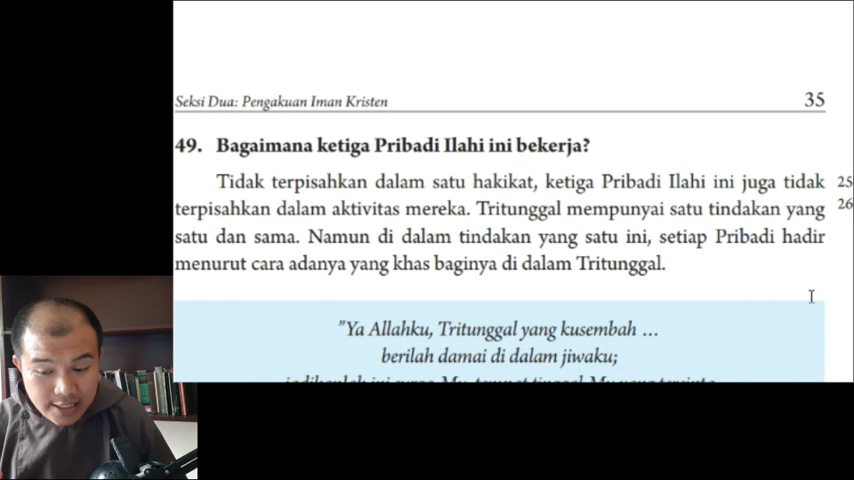 Seksi Dua: Pengakuan Iman Kristen 35
49. Bagaimana ketiga Pribadi Ilahi ini bekerja?
Tidak terpisahkan dalam satu hakikat, ketiga Pribadi Ilahi ini juga tidak 25
terpisahkan dalam aktivitas mereka. Tritunggal mempunyai satu tindakan yang 26
satu dan sama. Namun di dalam tindakan yang satu ini, setiap Pribadi hadir
menurut cara adanya yang khas baginya di dalam Tritunggal.
"Ya Allahku, Tritunggal yang kusembah ...
berilah damai di dalam jiwaku;